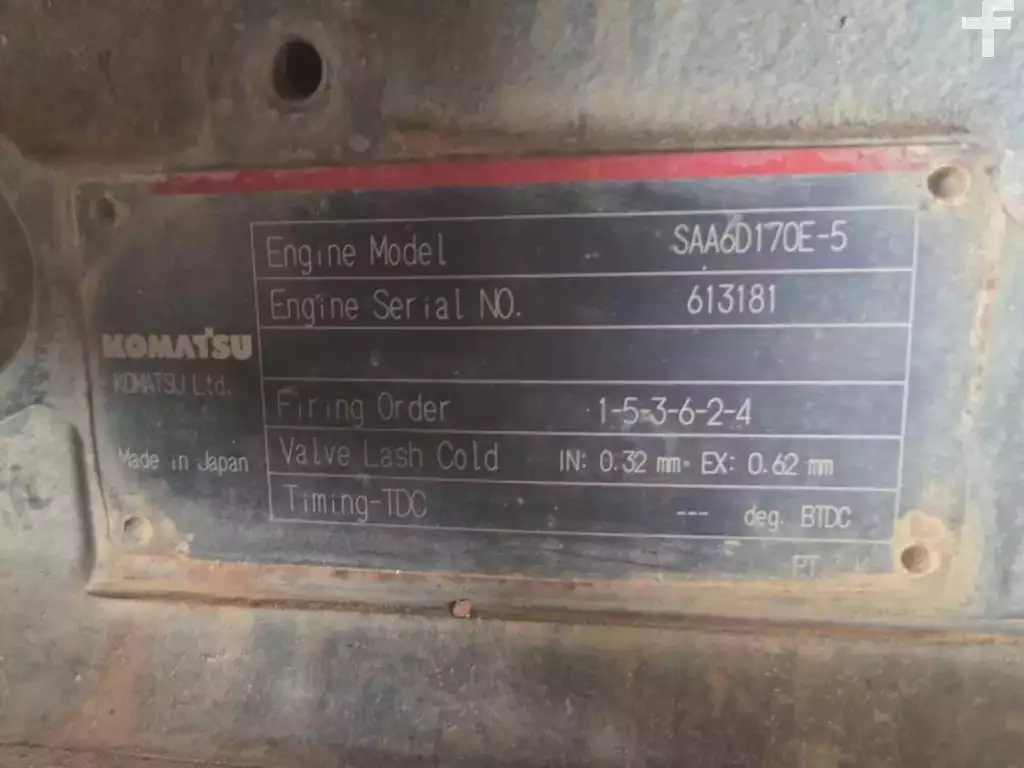 Engine Model SAA6D170E-5
Engine Serial NO. 613181
KOMATSU
KOMATSU Ltd.
Made in Japan
Firing Order 1-5-3-6-2-4
Valve Lash Cold IN: 0.32 mm· EX: 0.62 mm
Timing-TDC --- deg. BTDC